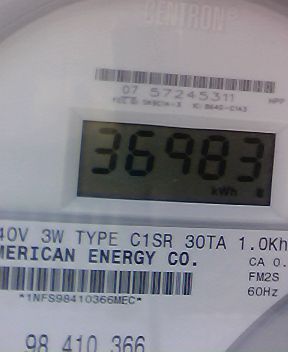 CENTRON®
07 57245311
HPP
36983
kWh
40V 3W TYPE C1SR 30TA 1.0Kh
MERICAN ENERGY CO.
CA 0.
FM2S
60Hz
*1NFS98410366MEC*
98 410 366